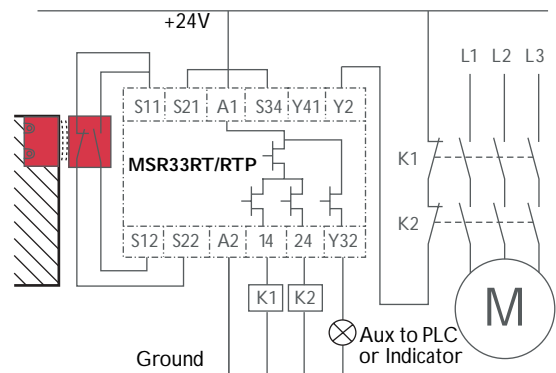 +24V
L1 L2 L3
S11 S21 A1 S34 Y41 Y2
K1
MSR33RT/RTP
K2
S12 S22 A2 14 24 Y32
K1 K2
M
Aux to PLC
or Indicator
Ground